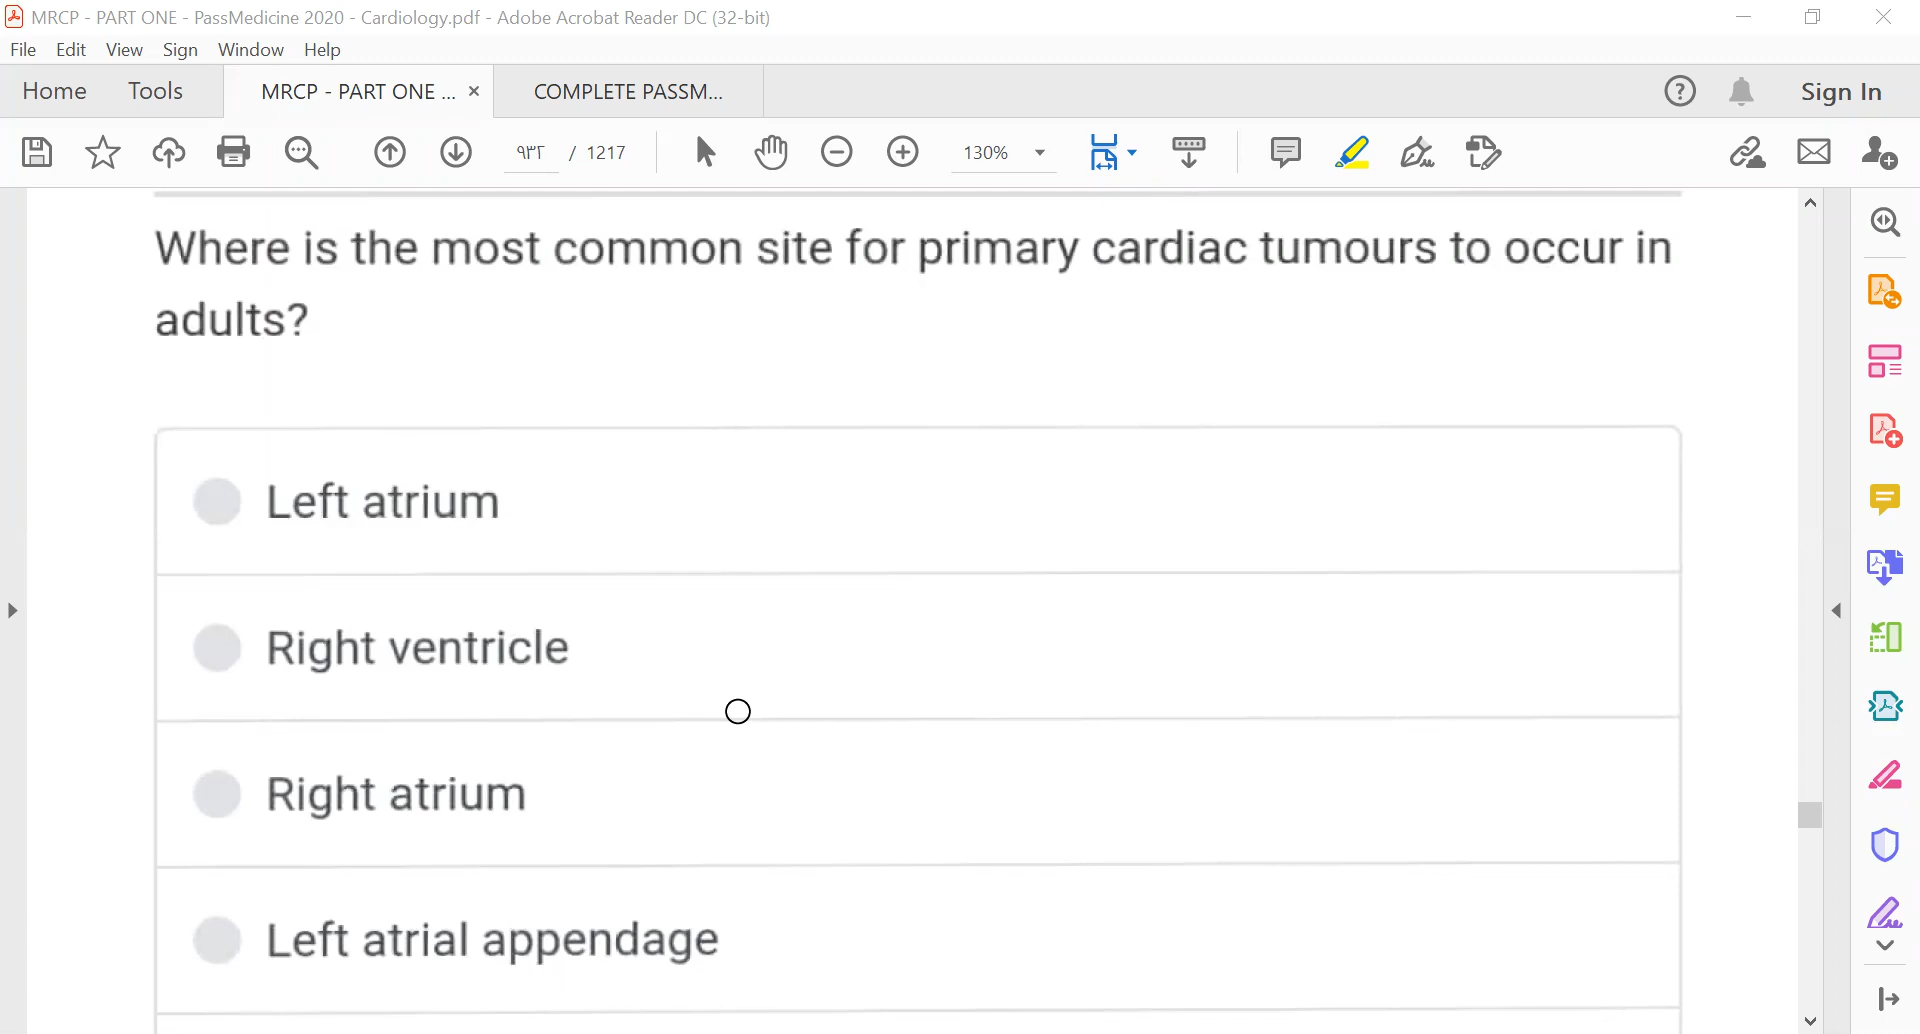 MRCP - PART ONE - PassMedicine 2020 - Cardiology.pdf - Adobe Acrobat Reader DC (32-bit)
File Edit View Sign Window Help
Home Tools MRCP - PART ONE ... × COMPLETE PASSM... Sign In
٩٣٢ / 1217 130%
Where is the most common site for primary cardiac tumours to occur in
adults?
Left atrium
Right ventricle
Right atrium
Left atrial appendage